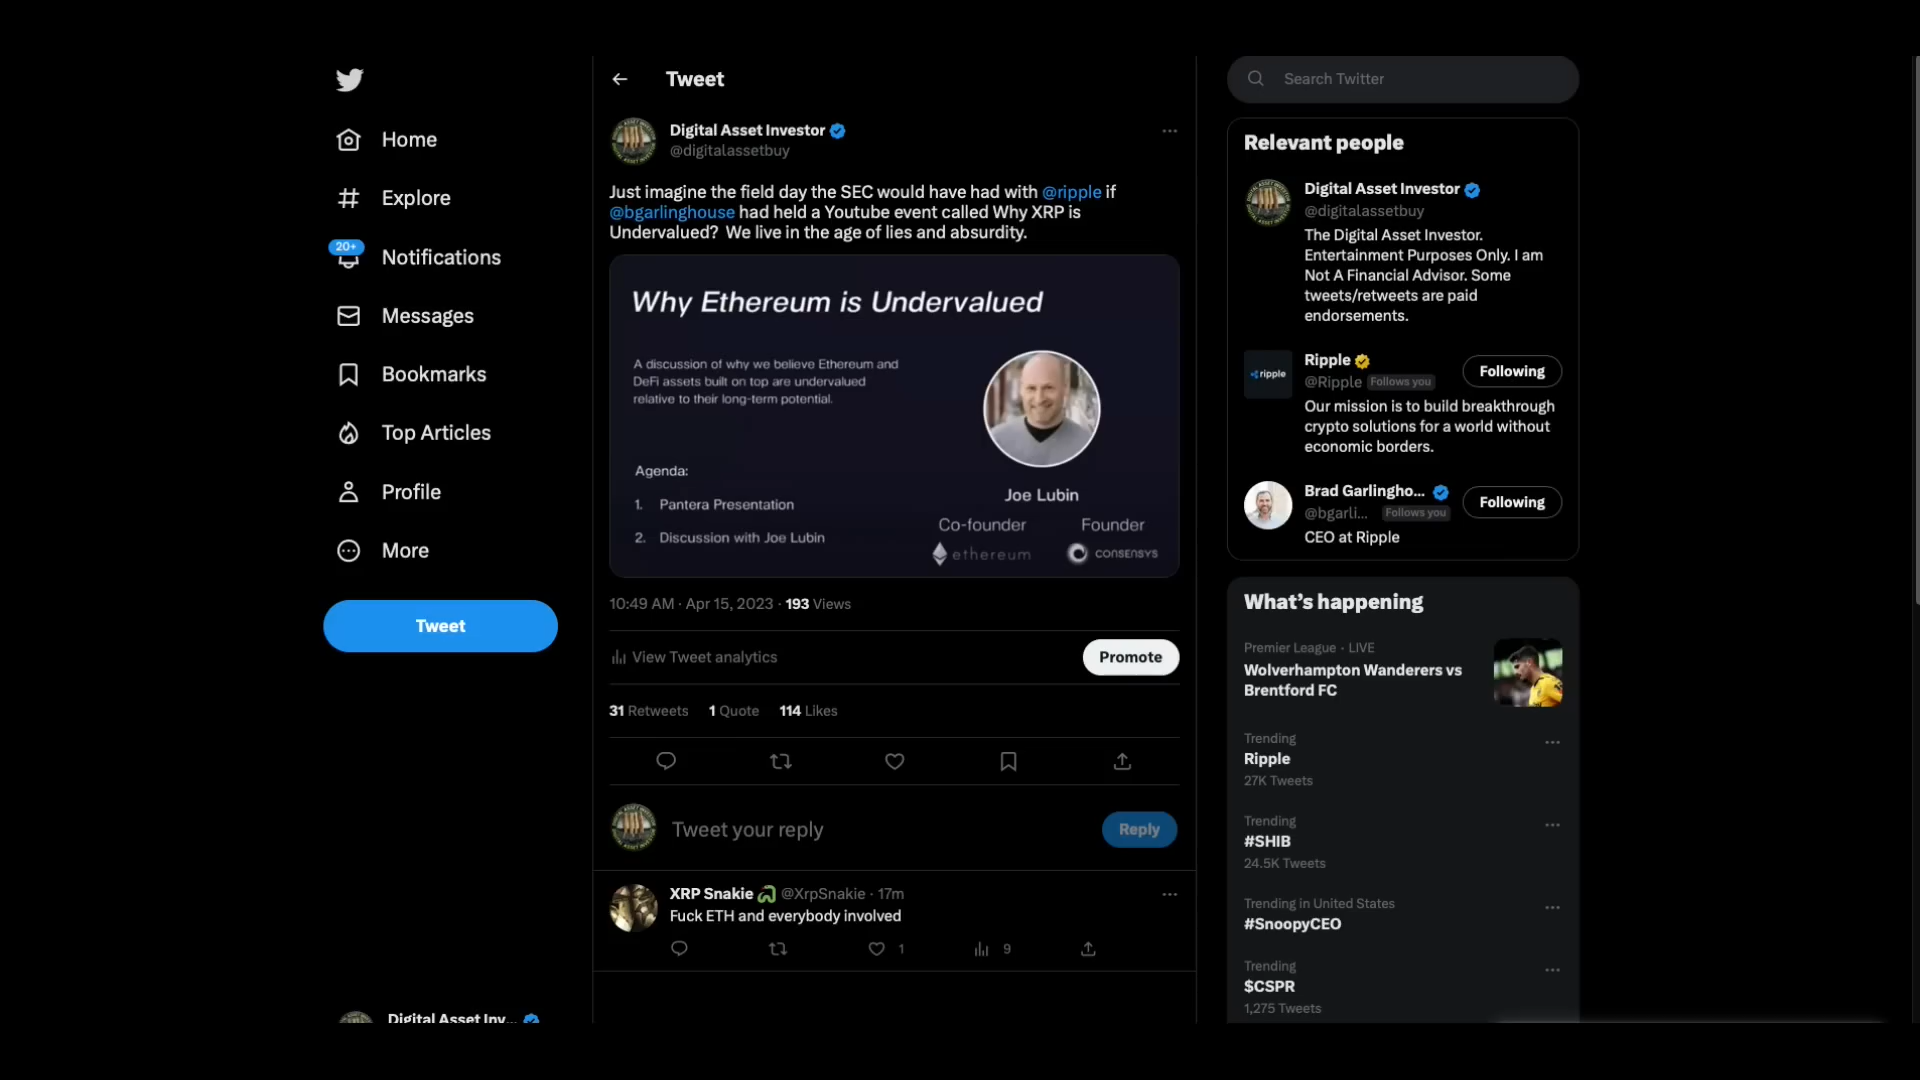 Home
Explore
20+
Notifications
Messages
Bookmarks
Top Articles
Profile
More
Tweet
Digital Asset Inv...
Tweet
Digital Asset Investor
@digitalassetbuy
Just imagine the field day the SEC would have had with @ripple if
@bgarlinghouse had held a Youtube event called Why XRP is
Undervalued? We live in the age of lies and absurdity.
Why Ethereum is Undervalued
A discussion of why we believe Ethereum and
DeFi assets built on top are undervalued
relative to their long-term potential.
Agenda:
1. Pantera Presentation
2. Discussion with Joe Lubin
Joe Lubin
Co-founder
ethereum
Founder
CONSENSYS
10:49 AM · Apr 15, 2023 · 193 Views
View Tweet analytics
Promote
31 Retweets 1 Quote 114 Likes
Tweet your reply
Reply
XRP Snakie @XrpSnakie · 17m
Fuck ETH and everybody involved
1 9
Search Twitter
Relevant people
Digital Asset Investor
@digitalassetbuy
The Digital Asset Investor.
Entertainment Purposes Only. I am
Not A Financial Advisor. Some
tweets/retweets are paid
endorsements.
ripple
Ripple
@Ripple Follows you
Following
Our mission is to build breakthrough
crypto solutions for a world without
economic borders.
Brad Garlingho...
@bgarli... Follows you
Following
CEO at Ripple
What's happening
Premier League · LIVE
Wolverhampton Wanderers vs
Brentford FC
Trending
Ripple
27K Tweets
Trending
#SHIB
24.5K Tweets
Trending in United States
#SnoopyCEO
Trending
$CSPR
1,275 Tweets